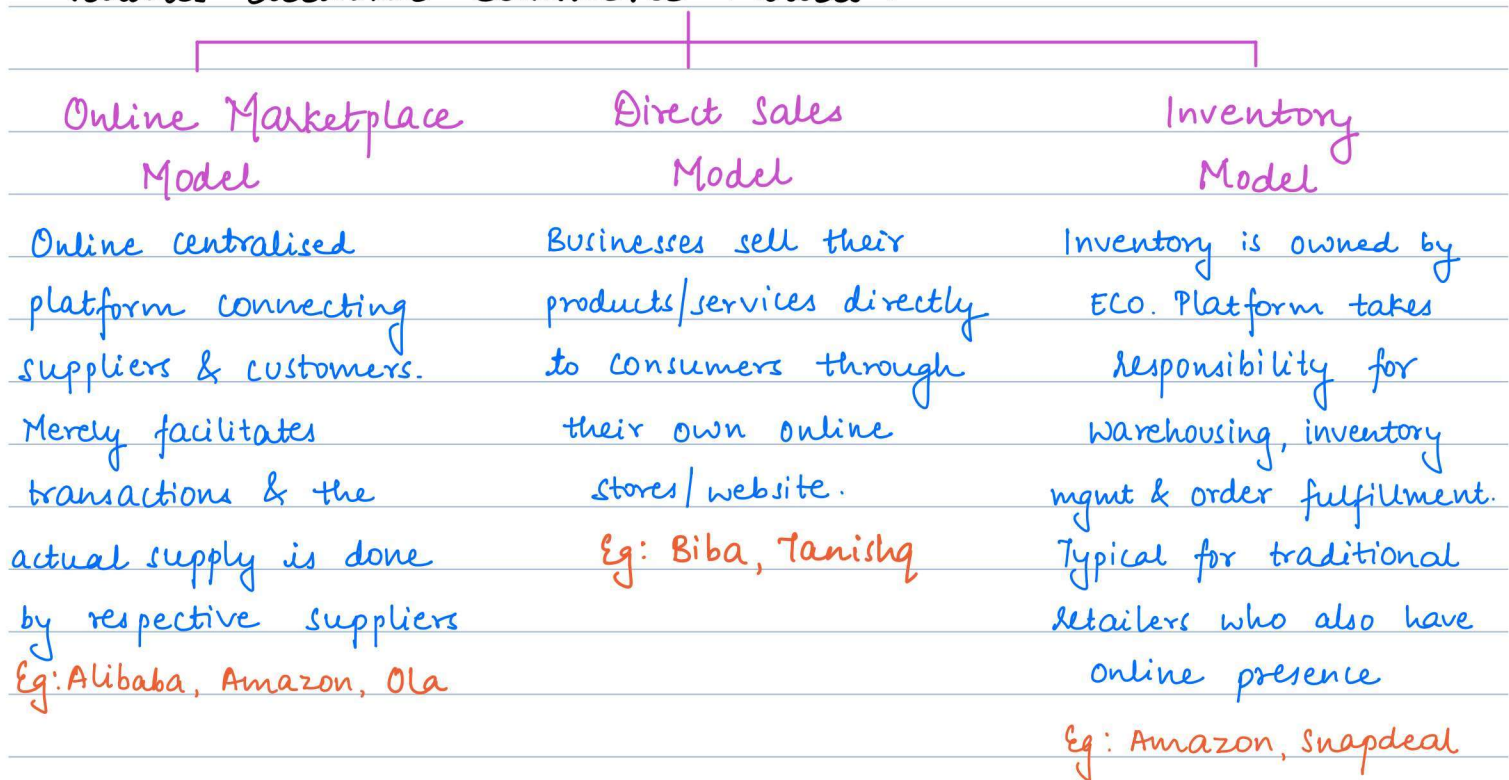 Electronic Commerce
Online Marketplace
Model
Online centralised
platform connecting
suppliers & customers.
Merely facilitates
transactions & the
actual supply is done
by respective suppliers
Eg: Alibaba, Amazon, Ola
Direct Sales
Model
Businesses sell their
products/services directly
to consumers through
their own online
stores/website.
Eg: Biba, Tanishq
Inventory
Model
Inventory is owned by
ECO. Platform takes
responsibility for
warehousing, inventory
mgmt & order fulfillment.
Typical for traditional
retailers who also have
online presence
Eg: Amazon, Snapdeal